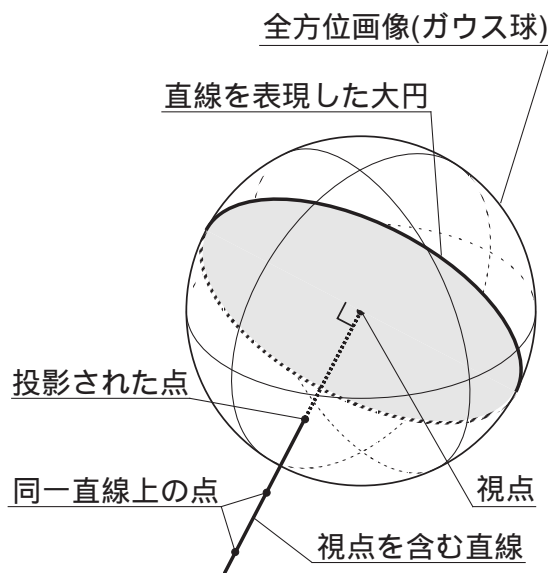 全方位画像(ガウス球)
直線を表現した大円
投影された点
同一直線上の点
視点
視点を含む直線